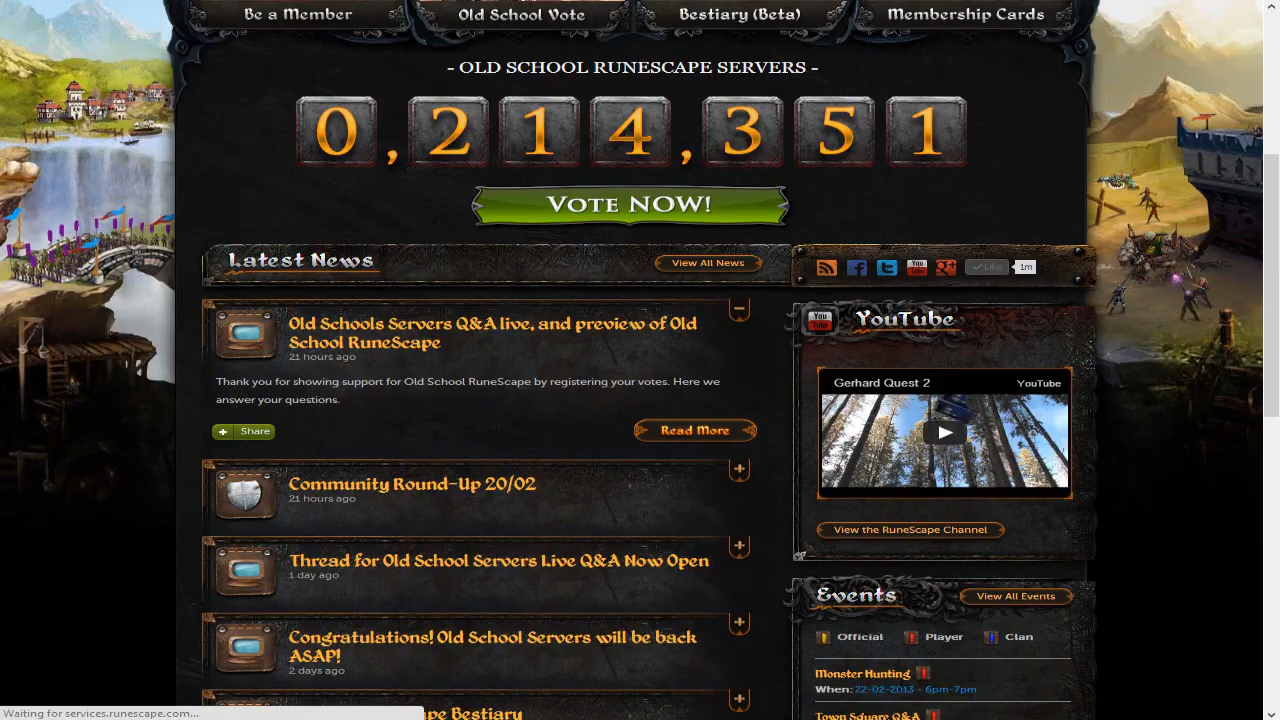 Be a Member
Old School Vote
Bestiary (Beta)
Membership Cards
- OLD SCHOOL RUNESCAPE SERVERS -
0,214,351
VOTE NOW!
Latest News
View All News
Like
1m
Old Schools Servers Q&A live, and preview of Old
School RuneScape
21 hours ago
Thank you for showing support for Old School RuneScape by registering your votes. Here we
answer your questions.
Share
Read More
Community Round-Up 20/02
21 hours ago
Thread for Old School Servers Live Q&A Now Open
1 day ago
Congratulations! Old School Servers will be back
ASAP!
2 days ago
Bestiary
You Tube
YouTube
Gerhard Quest 2
YouTube
View the RuneScape Channel
Events
View All Events
Official
Player
Clan
Monster Hunting
When: 22-02-2013 - 6pm-7pm
Town Square Q&A
Waiting for services.runescape.com...